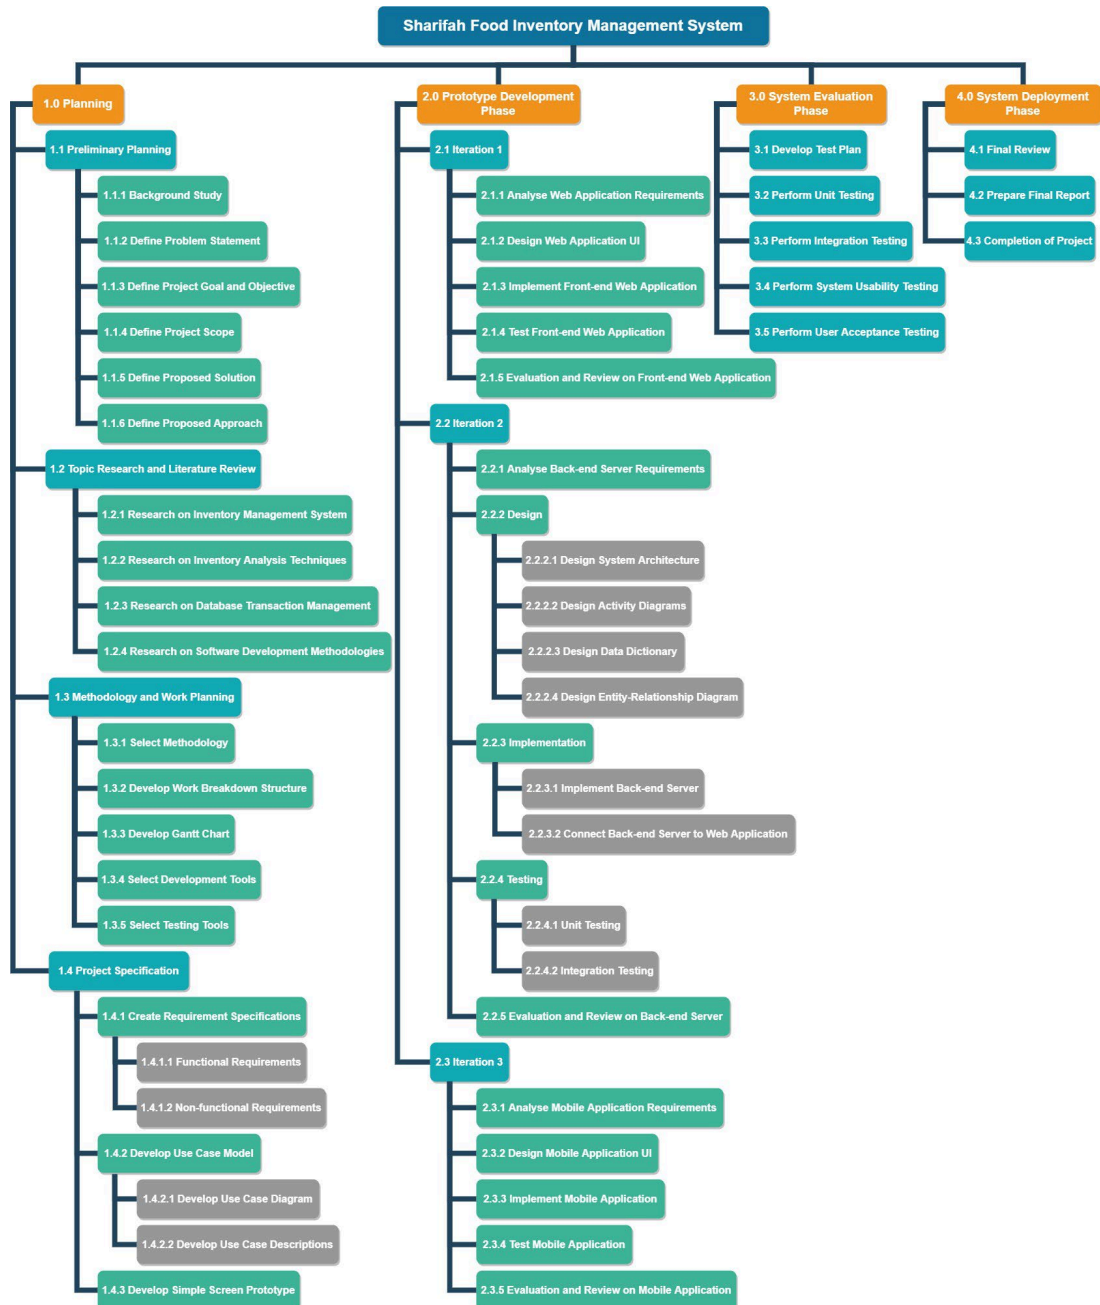 Sharifah Food Inventory Management System
1.0 Planning
1.1 Preliminary Planning
1.1.1 Background Study
1.1.2 Define Problem Statement
1.1.3 Define Project Goal and Objective
1.1.4 Define Project Scope
1.1.5 Define Proposed Solution
1.1.6 Define Proposed Approach
1.2 Topic Research and Literature Review
1.2.1 Research on Inventory Management System
1.2.2 Research on Inventory Analysis Techniques
1.2.3 Research on Database Transaction Management
1.2.4 Research on Software Development Methodologies
1.3 Methodology and Work Planning
1.3.1 Select Methodology
1.3.2 Develop Work Breakdown Structure
1.3.3 Develop Gantt Chart
1.3.4 Select Development Tools
1.3.5 Select Testing Tools
1.4 Project Specification
1.4.1 Create Requirement Specifications
1.4.1.1 Functional Requirements
1.4.1.2 Non-functional Requirements
1.4.2 Develop Use Case Model
1.4.2.1 Develop Use Case Diagram
1.4.2.2 Develop Use Case Descriptions
1.4.3 Develop Simple Screen Prototype
2.0 Prototype Development
Phase
2.1 Iteration 1
2.1.1 Analyse Web Application Requirements
2.1.2 Design Web Application UI
2.1.3 Implement Front-end Web Application
2.1.4 Test Front-end Web Application
2.1.5 Evaluation and Review on Front-end Web Application
2.2 Iteration 2
2.2.1 Analyse Back-end Server Requirements
2.2.2 Design
2.2.2.1 Design System Architecture
2.2.2.2 Design Activity Diagrams
2.2.2.3 Design Data Dictionary
2.2.2.4 Design Entity-Relationship Diagram
2.2.3 Implementation
2.2.3.1 Implement Back-end Server
2.2.3.2 Connect Back-end Server to Web Application
2.2.4 Testing
2.2.4.1 Unit Testing
2.2.4.2 Integration Testing
2.2.5 Evaluation and Review on Back-end Server
2.3 Iteration 3
2.3.1 Analyse Mobile Application Requirements
2.3.2 Design Mobile Application UI
2.3.3 Implement Mobile Application
2.3.4 Test Mobile Application
2.3.5 Evaluation and Review on Mobile Application
3.0 System Evaluation
Phase
3.1 Develop Test Plan
3.2 Perform Unit Testing
3.3 Perform Integration Testing
3.4 Perform System Usability Testing
3.5 Perform User Acceptance Testing
4.0 System Deployment
Phase
4.1 Final Review
4.2 Prepare Final Report
4.3 Completion of Project